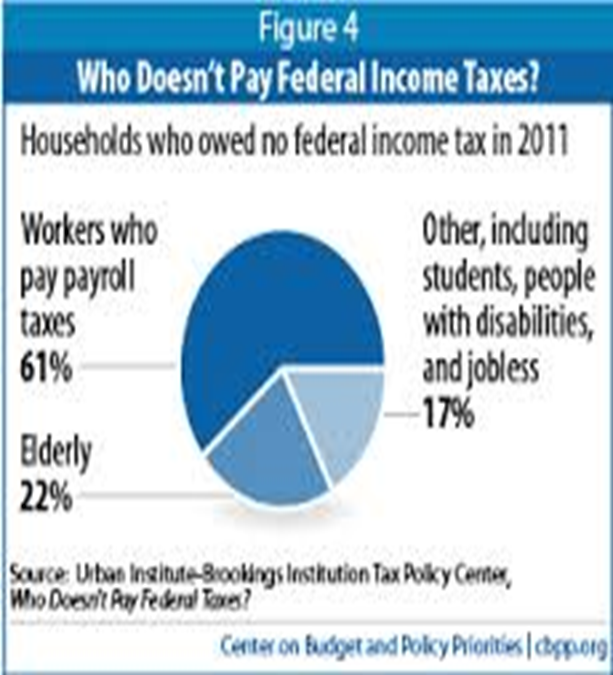 Figure 4
Who Doesn't Pay Federal Income Taxes?
Households who owed no federal income tax in 2011
Workers who
pay payroll
taxes
61%
Elderly
22%
Other, including
students, people
with disabilities,
and jobless
17%
Source: Urban Institute-Brookings Institution Tax Policy Center,
Who Doesn't Pay Federal Taxes?
Center on Budget and Policy Priorities | cbpp.org